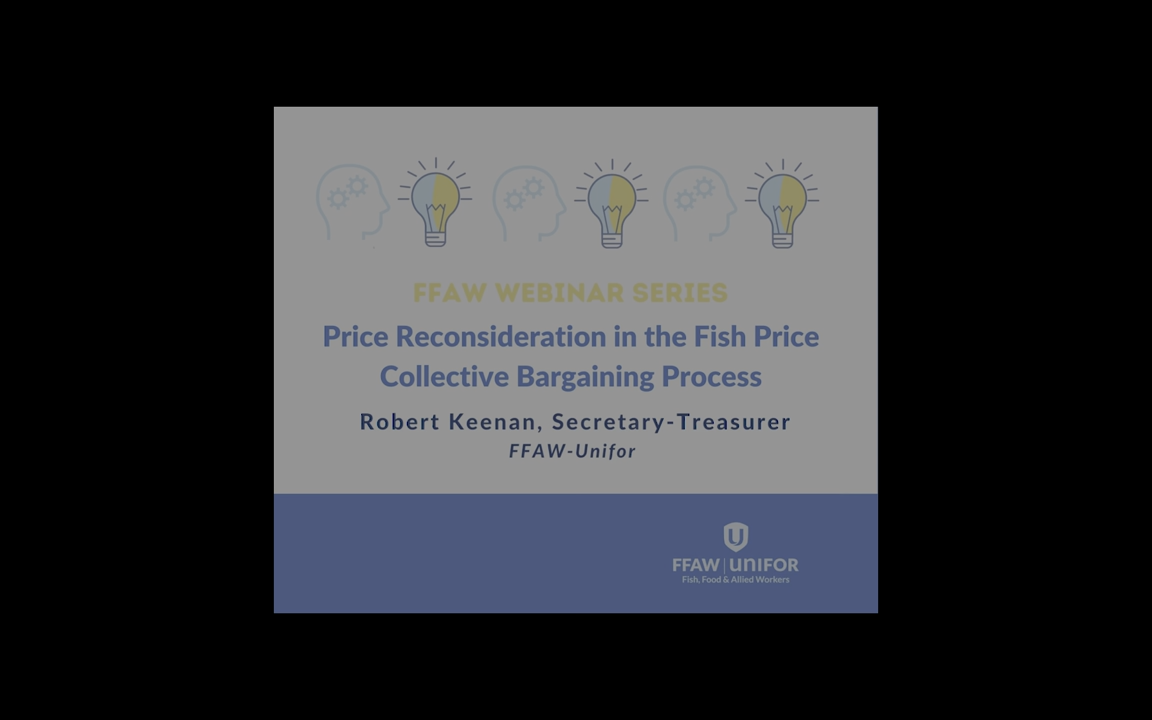 FFAW WEBINAR SERIES
Price Reconsideration in the Fish Price
Collective Bargaining Process
Robert Keenan, Secretary-Treasurer
FFAW-Unifor
FFAW | UNIFOR
Fish, Food & Allied Workers